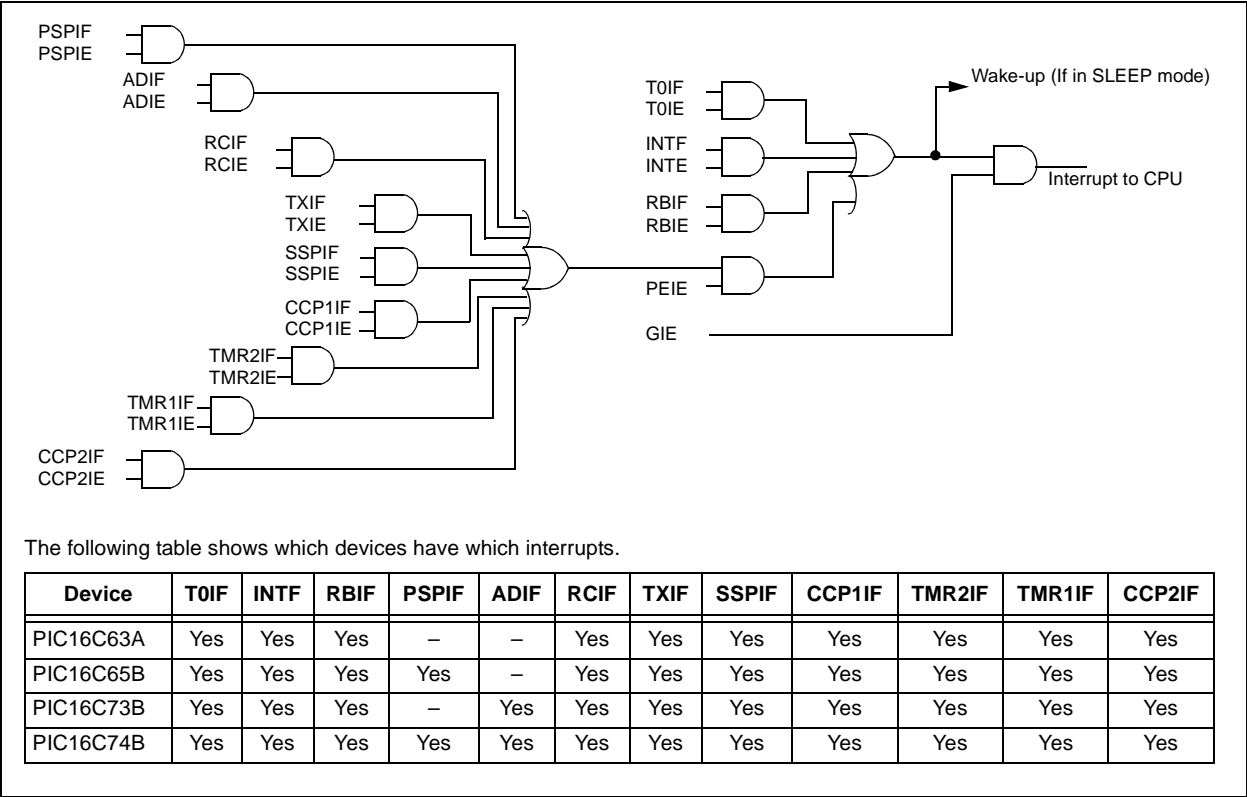 PSPIF
PSPIE
ADIF
ADIE
RCIF
RCIE
TXIF
TXIE
SSPIF
SSPIE
CCP1IF
CCP1IE
TMR2IF
TMR2IE
TMR1IF
TMR1IE
CCP2IF
CCP2IE
T0IF
T0IE
INTF
INTE
RBIF
RBIE
PEIE
GIE
Wake-up (If in SLEEP mode)
Interrupt to CPU
The following table shows which devices have which interrupts.
Device T0IF INTF RBIF PSPIF ADIF RCIF TXIF SSPIF CCP1IF TMR2IF TMR1IF CCP2IF
PIC16C63A Yes Yes Yes – – Yes Yes Yes Yes Yes Yes Yes
PIC16C65B Yes Yes Yes Yes – Yes Yes Yes Yes Yes Yes Yes
PIC16C73B Yes Yes Yes – Yes Yes Yes Yes Yes Yes Yes Yes
PIC16C74B Yes Yes Yes Yes Yes Yes Yes Yes Yes Yes Yes Yes